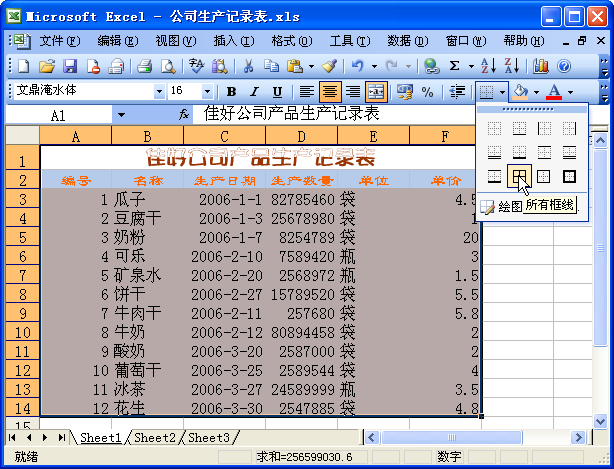 Microsoft Excel - 公司生产记录表.xls
文件(F) 编辑(E) 视图(V) 插入(I) 格式(O) 工具(T) 数据(D) 窗口(W) 帮助(H)
文鼎淹水体 16 B I U %
A1 fx 佳好公司产品生产记录表
A B C D E F
1 佳好公司产品生产记录表
2 编号 名称 生产日期 生产数量 单位 单价
3 1 瓜子 2006-1-1 82785460 袋 4.5
4 2 豆腐干 2006-1-3 25678980 袋 1
5 3 奶粉 2006-1-7 8254789 袋 20
6 4 可乐 2006-2-10 7589420 瓶 3
7 5 矿泉水 2006-2-20 2568972 瓶 1.5
8 6 饼干 2006-2-27 15789520 袋 5.5
9 7 牛肉干 2006-2-11 257680 袋 5.8
10 8 牛奶 2006-2-12 80894458 袋 2
11 9 酸奶 2006-3-20 2587000 袋 2
12 10 葡萄干 2006-3-25 2589544 袋 4
13 11 冰茶 2006-3-27 24589999 瓶 3.5
14 12 花生 2006-3-30 2547885 袋 4.8
15
绘图
所有框线
Sheet1 Sheet2 Sheet3
就绪 求和=256599030.6 数字